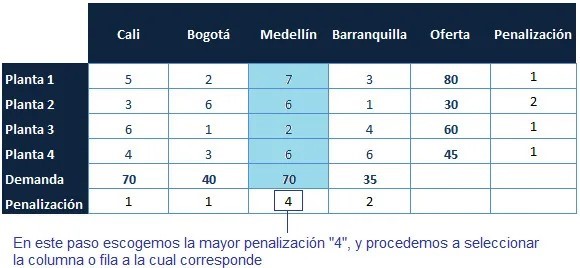 Cali Bogotá Medellín Barranquilla Oferta Penalización
Planta 1 5 2 7 3 80 1
Planta 2 3 6 6 1 30 2
Planta 3 6 1 2 4 60 1
Planta 4 4 3 6 6 45 1
Demanda 70 40 70 35
Penalización 1 1 4 2
En este paso escogemos la mayor penalización "4", y procedemos a seleccionar
la columna o fila a la cual corresponde